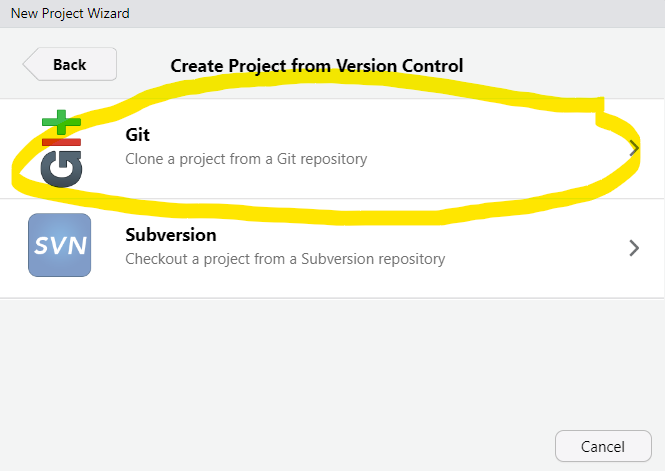 New Project Wizard
Back
Create Project from Version Control
git
Git
Clone a project from a Git repository
SVN
Subversion
Checkout a project from a Subversion repository
Cancel